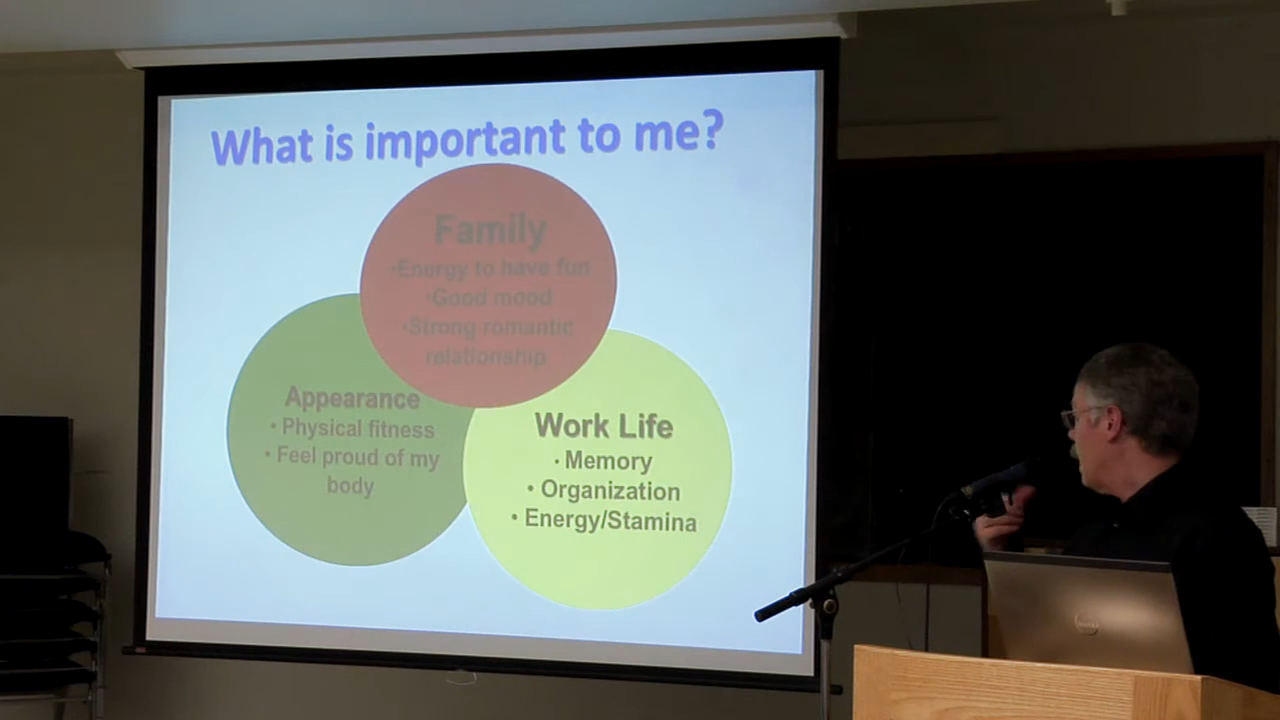 What is important to me?
Family
•Energy to have fun
•Good mood
•Strong romantic
relationship
Appearance
• Physical fitness
• Feel proud of my
body
Work Life
• Memory
• Organization
• Energy/Stamina
DELL